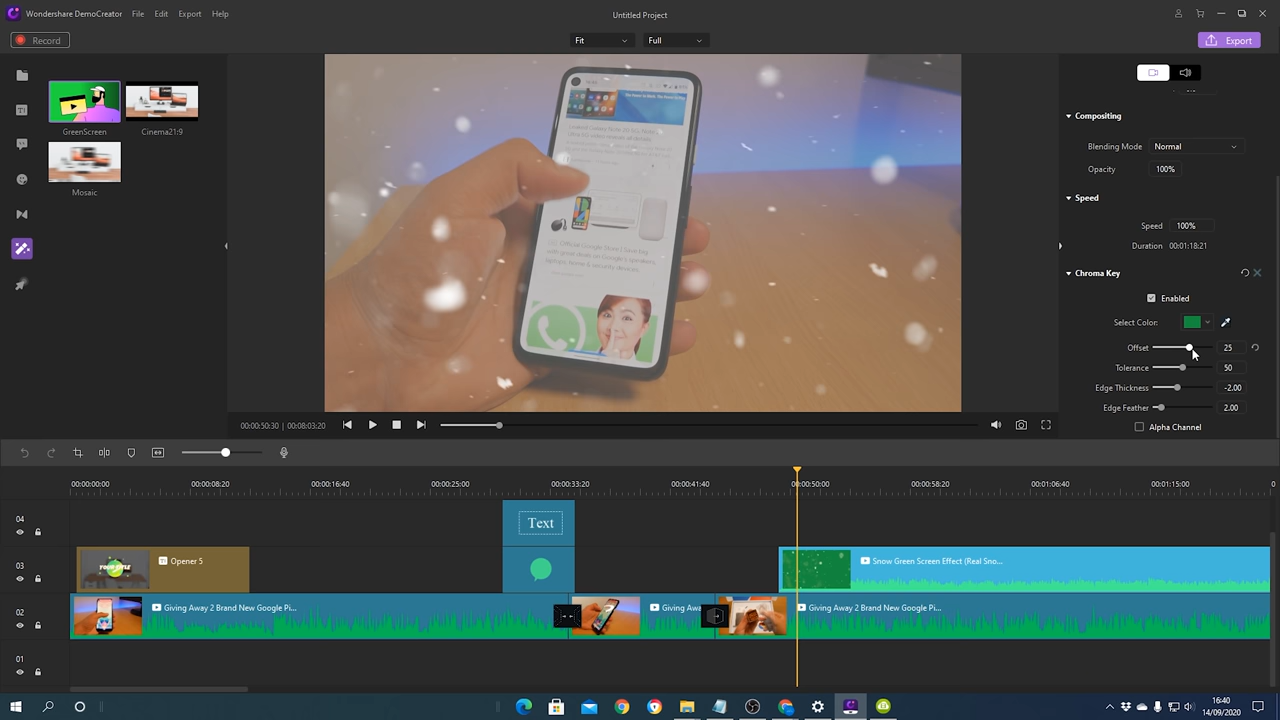 Wondershare DemoCreator File Edit Export Help
Untitled Project
Record
Fit
Full
Export
GreenScreen
Cinema21:9
Mosaic
Compositing
Blending Mode Normal
Opacity 100%
Speed
Speed 100%
Duration 00:01:18:21
Chroma Key
Enabled
Select Color:
Offset 25
Tolerance 50
Edge Thickness -2.00
Edge Feather 2.00
Alpha Channel
00:00:50:30 | 00:08:03:20
00:00:00:00 00:00:08:20 00:00:16:40 00:00:25:00 00:00:33:20 00:00:41:40 00:00:50:00 00:00:58:20 00:01:06:40 00:01:15:00 0
04
Text
03
Opener 5
Snow Green Screen Effect (Real Sno...
02
Giving Away 2 Brand New Google Pi...
Giving Awa
Giving Away 2 Brand New Google Pi...
01
16:40
14/09/2020